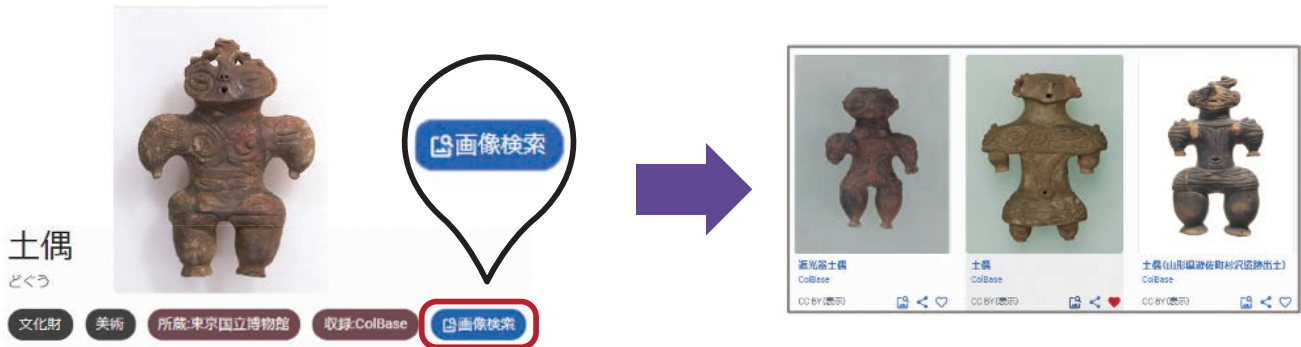 画像検索
土偶
どぐう
文化財 美術 所蔵:東京国立博物館 収録:ColBase 画像検索
遮光器土偶
ColBase
CC BY(表示)
土偶
ColBase
CC BY(表示)
土偶(山形県遊佐町杉沢遺跡出土)
ColBase
CC BY(表示)